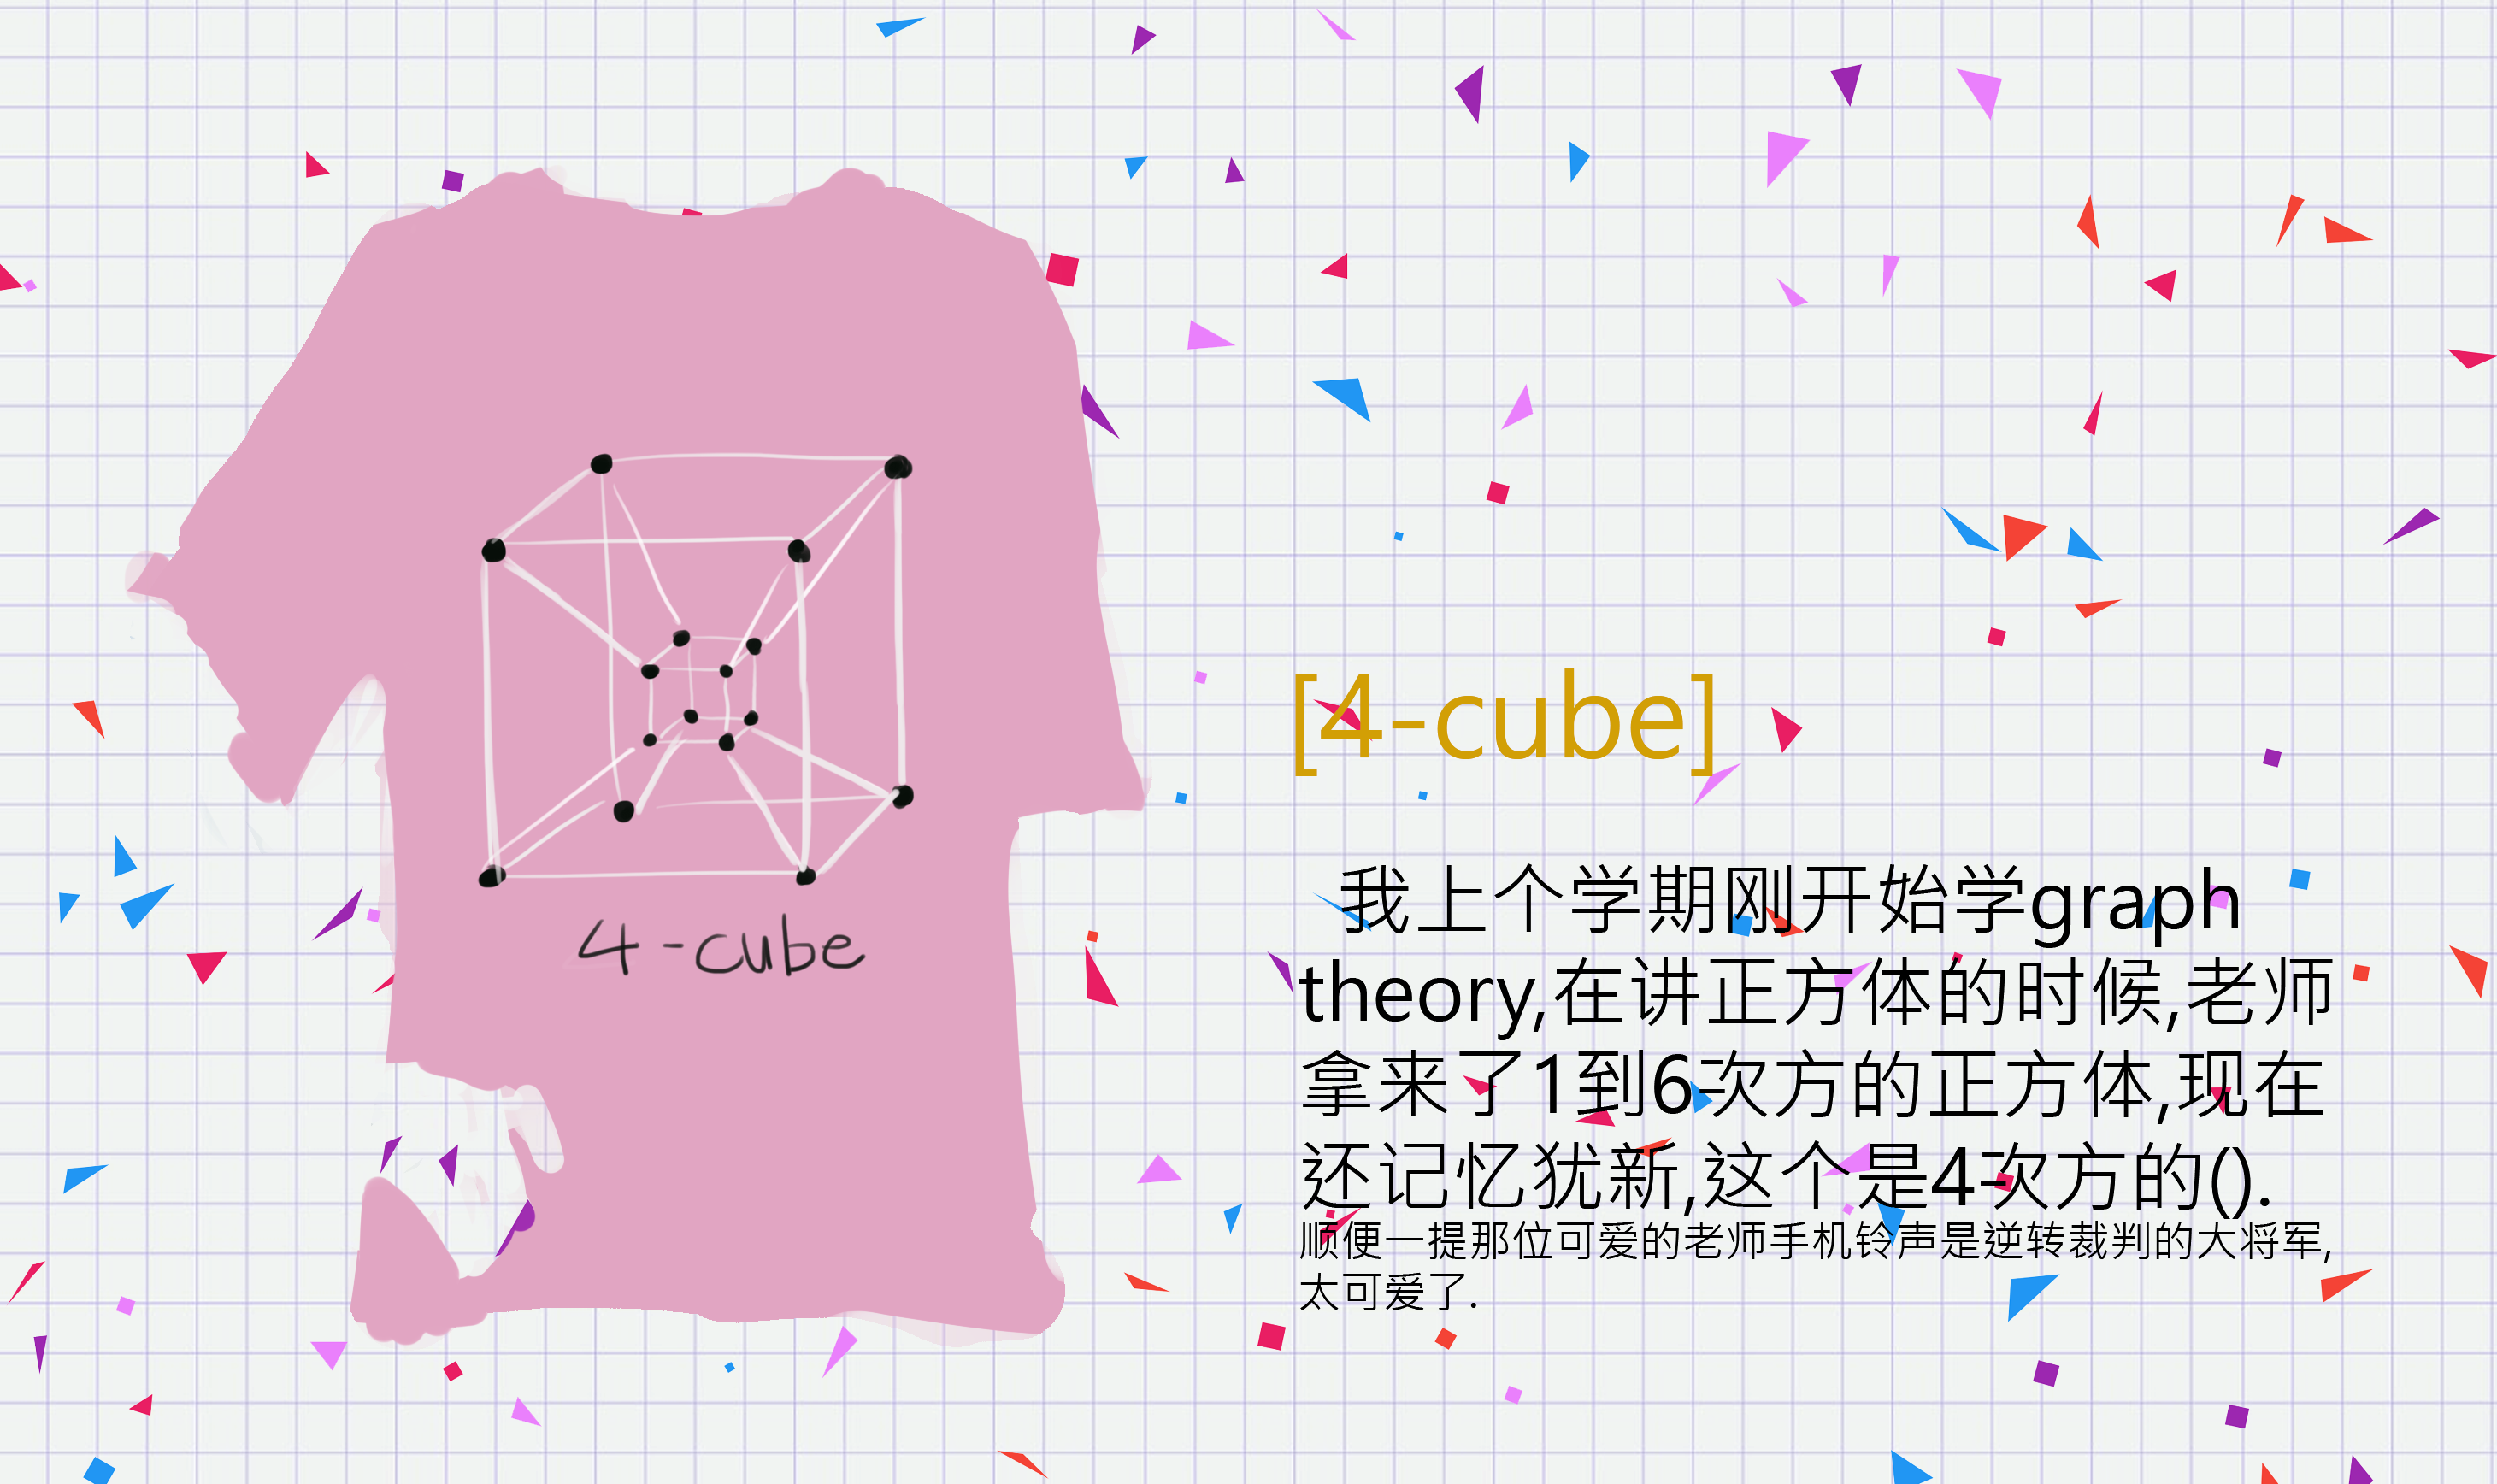 4-cube
[4-cube]
我上个学期刚开始学graph
theory,在讲正方体的时候,老师
拿来了1到6次方的正方体,现在
还记忆犹新,这个是4-次方的().
顺便一提那位可爱的老师手机铃声是逆转裁判的大将军,
太可爱了.